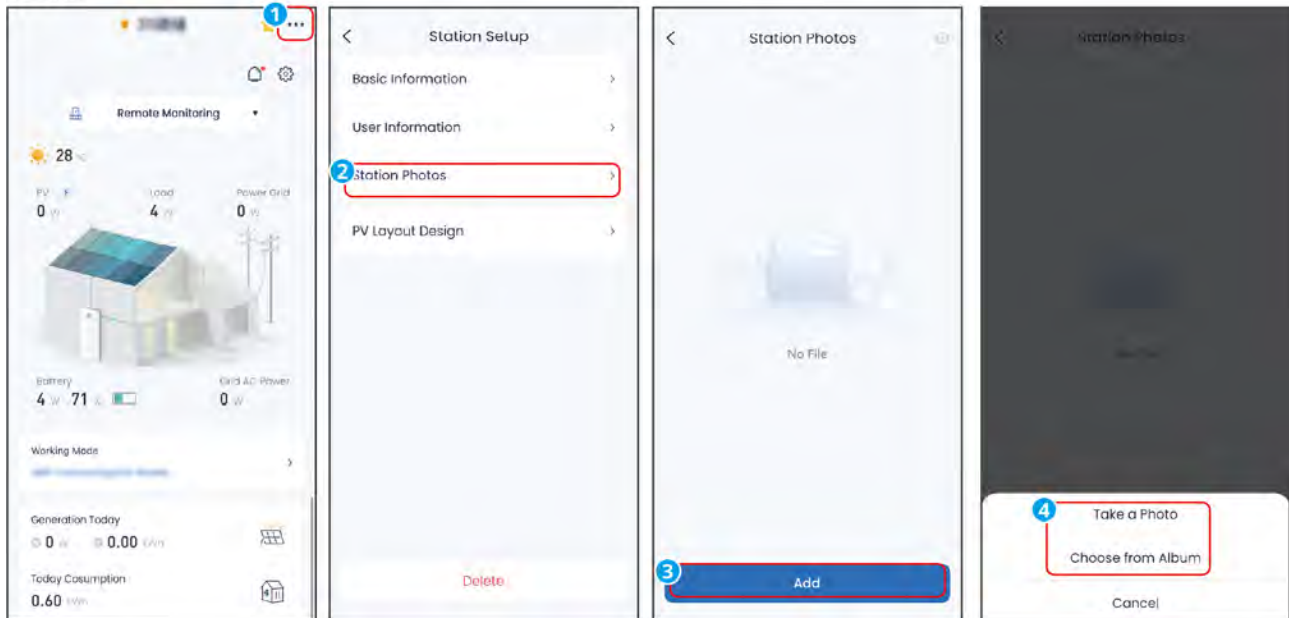 1
Remote Monitoring
28 °C
PV
Load
Power Grid
0 W
4 W
0 W
Battery
Grid AC Power
4 W 71 %
0 W
Working Mode
Generation Today
0 W 0.00 kWh
Today Cosumption
0.60 kWh
Station Setup
Basic Information
User Information
2
Station Photos
PV Layout Design
Delete
Station Photos
No File
3
Add
Station Photos
4
Take a Photo
Choose from Album
Cancel